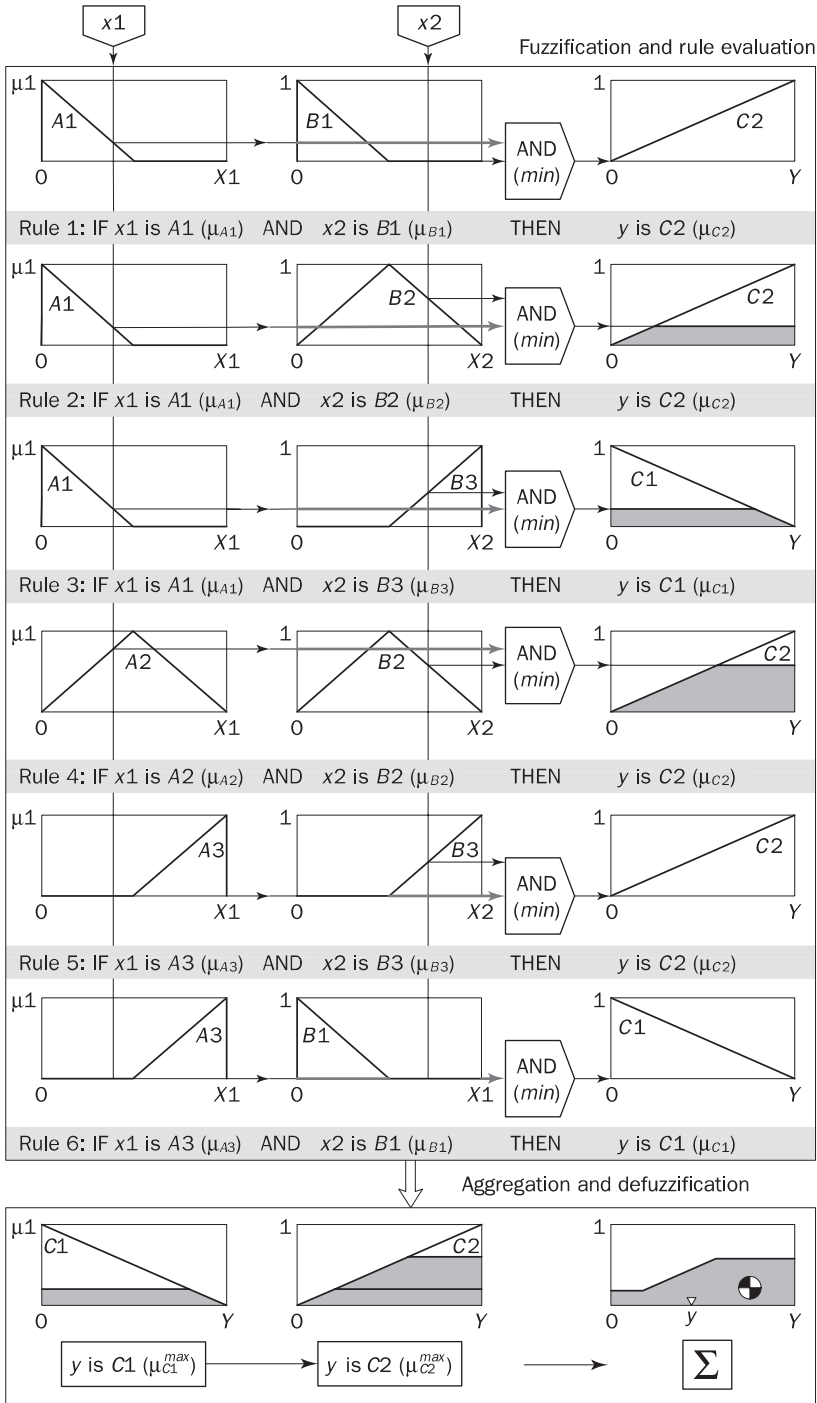 x1 x2
Fuzzification and rule evaluation
μ1 1 1
A1 B1 AND (min) C2
0 X1 0 0 Y
Rule 1: IF x1 is A1 (μA1) AND x2 is B1 (μB1) THEN y is C2 (μC2)
μ1 1 1
A1 B2 AND (min) C2
0 X1 0 X2 0 Y
Rule 2: IF x1 is A1 (μA1) AND x2 is B2 (μB2) THEN y is C2 (μC2)
μ1 1 1
A1 B3 AND (min) C1
0 X1 0 X2 0 Y
Rule 3: IF x1 is A1 (μA1) AND x2 is B3 (μB3) THEN y is C1 (μC1)
μ1 1 1
A2 B2 AND (min) C2
0 X1 0 X2 0 Y
Rule 4: IF x1 is A2 (μA2) AND x2 is B2 (μB2) THEN y is C2 (μC2)
μ1 1 1
A3 B3 AND (min) C2
0 X1 0 X2 0 Y
Rule 5: IF x1 is A3 (μA3) AND x2 is B3 (μB3) THEN y is C2 (μC2)
μ1 1 1
A3 B1 AND (min) C1
0 X1 0 X1 0 Y
Rule 6: IF x1 is A3 (μA3) AND x2 is B1 (μB1) THEN y is C1 (μC1)
Aggregation and defuzzification
μ1 1 1
C1 C2
0 Y 0 Y 0 y Y
y is C1 (μC1max) y is C2 (μC2max) Σ